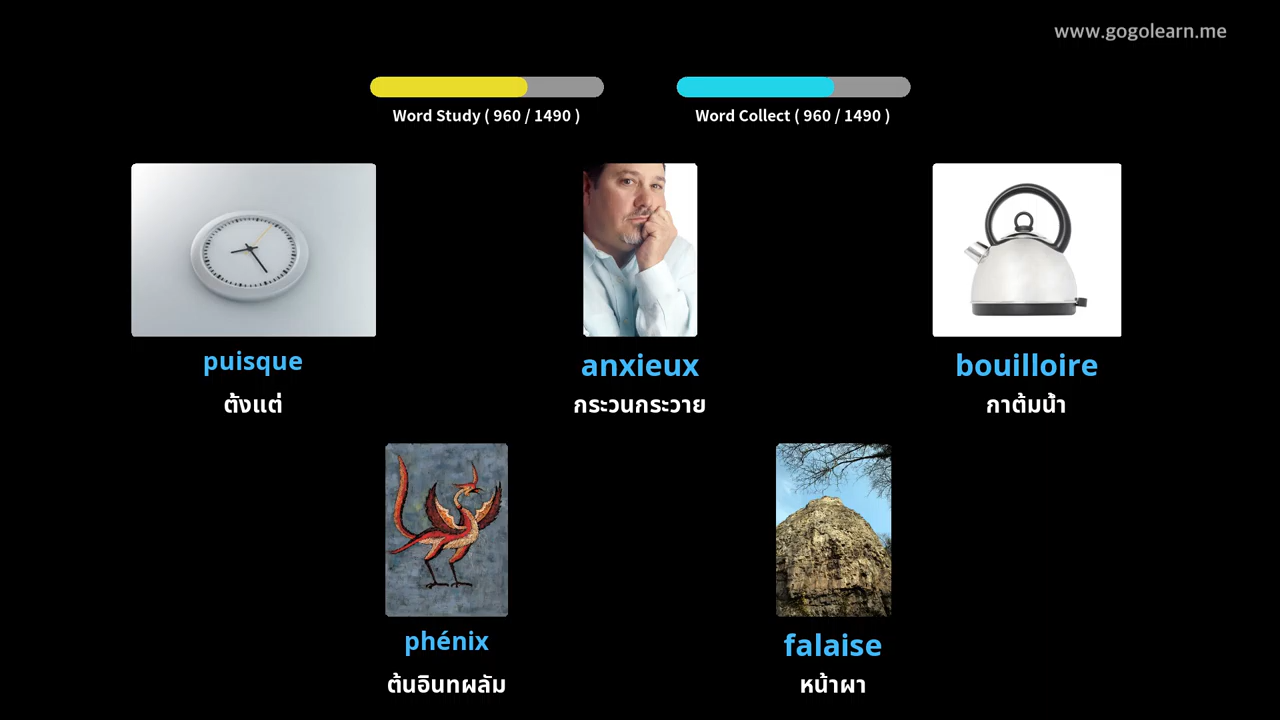 www.gogolearn.me
Word Study ( 960 / 1490 )
Word Collect ( 960 / 1490 )
puisque
ตั้งแต่
anxieux
กระวนกระวาย
bouilloire
กาต้มน้ำ
phénix
ต้นอินทผลัม
falaise
หน้าผา